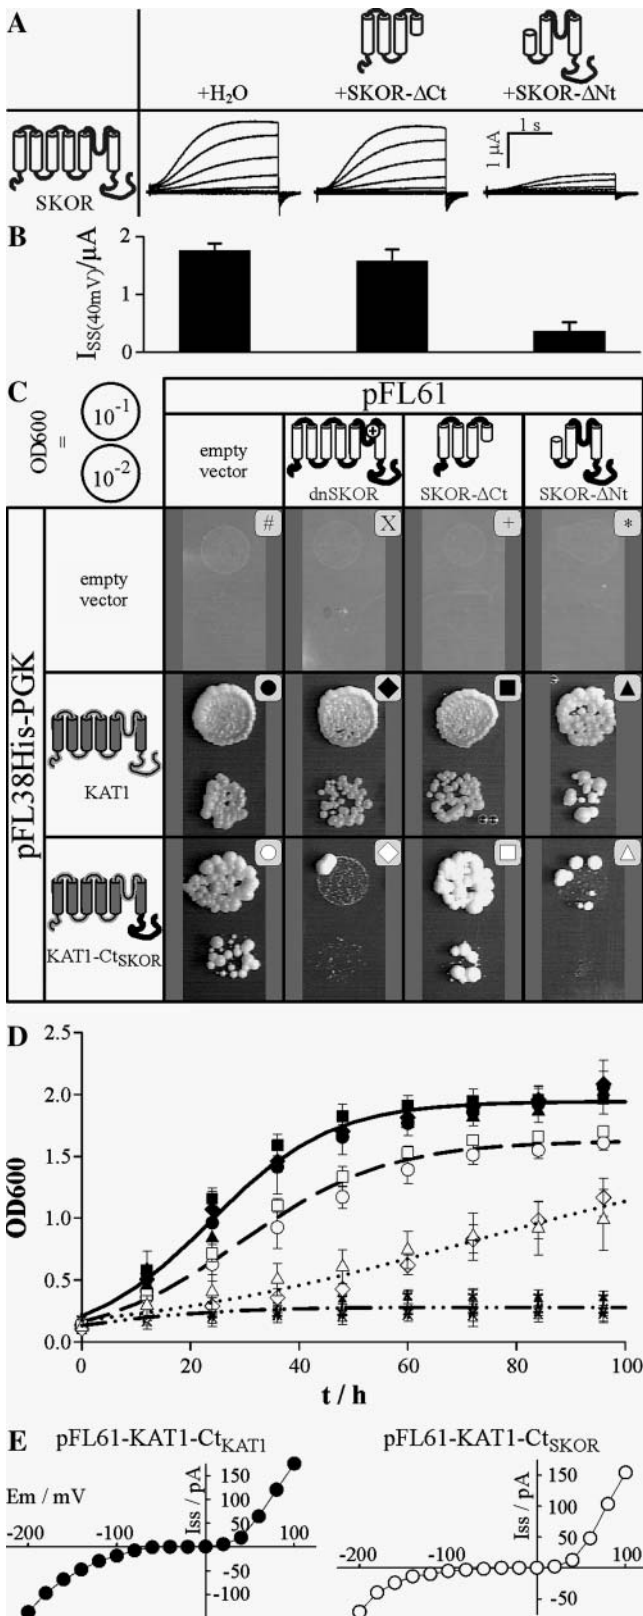 A
+H₂O +SKOR-ΔCt +SKOR-ΔNt
SKOR
1 μA
1 s
B
I_SS(40mV)/μA
2
1
0
C
OD600 =
10⁻¹
10⁻²
pFL61
empty vector
dnSKOR
SKOR-ΔCt
SKOR-ΔNt
pFL38His-PGK
empty vector
# X + *
KAT1
KAT1-Ct_SKOR
D
OD600
2.5
2.0
1.5
1.0
0.5
0.0
0 20 40 60 80 100
t / h
E
pFL61-KAT1-Ct_KAT1
Em / mV
Iss / pA
150
100
50
-50
-100
-200 -100 100
pFL61-KAT1-Ct_SKOR
Iss / pA
150
100
50
-50
-200 -100 100